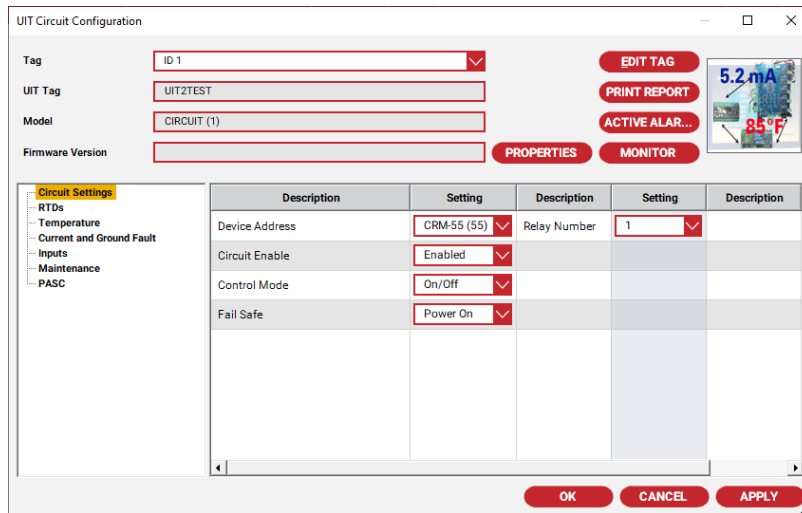 UIT Circuit Configuration
Tag ID 1 EDIT TAG
UIT Tag UIT2TEST PRINT REPORT
Model CIRCUIT (1) ACTIVE ALAR...
Firmware Version PROPERTIES MONITOR
5.2 mA
85°F
Circuit Settings
RTDs
Temperature
Current and Ground Fault
Inputs
Maintenance
PASC
Description Setting Description Setting Description
Device Address CRM-55 (55) Relay Number 1
Circuit Enable Enabled
Control Mode On/Off
Fail Safe Power On
OK CANCEL APPLY